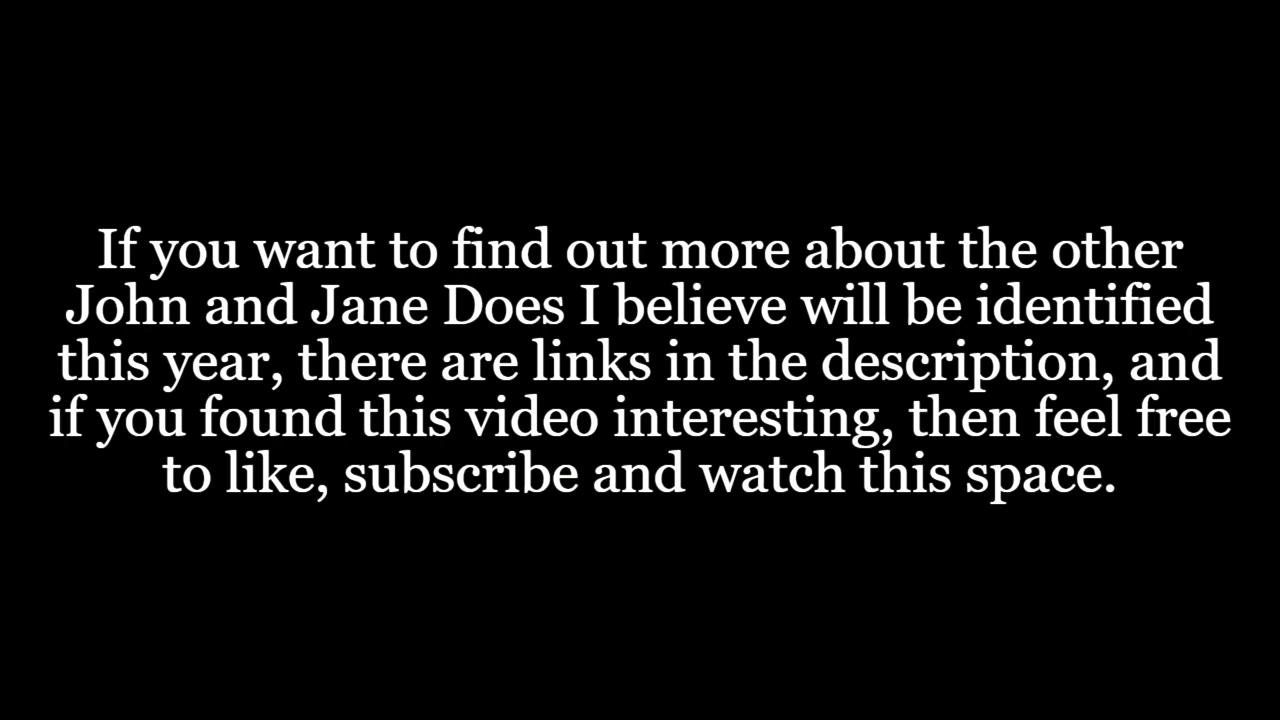 If you want to find out more about the other
John and Jane Does I believe will be identified
this year, there are links in the description, and
if you found this video interesting, then feel free
to like, subscribe and watch this space.